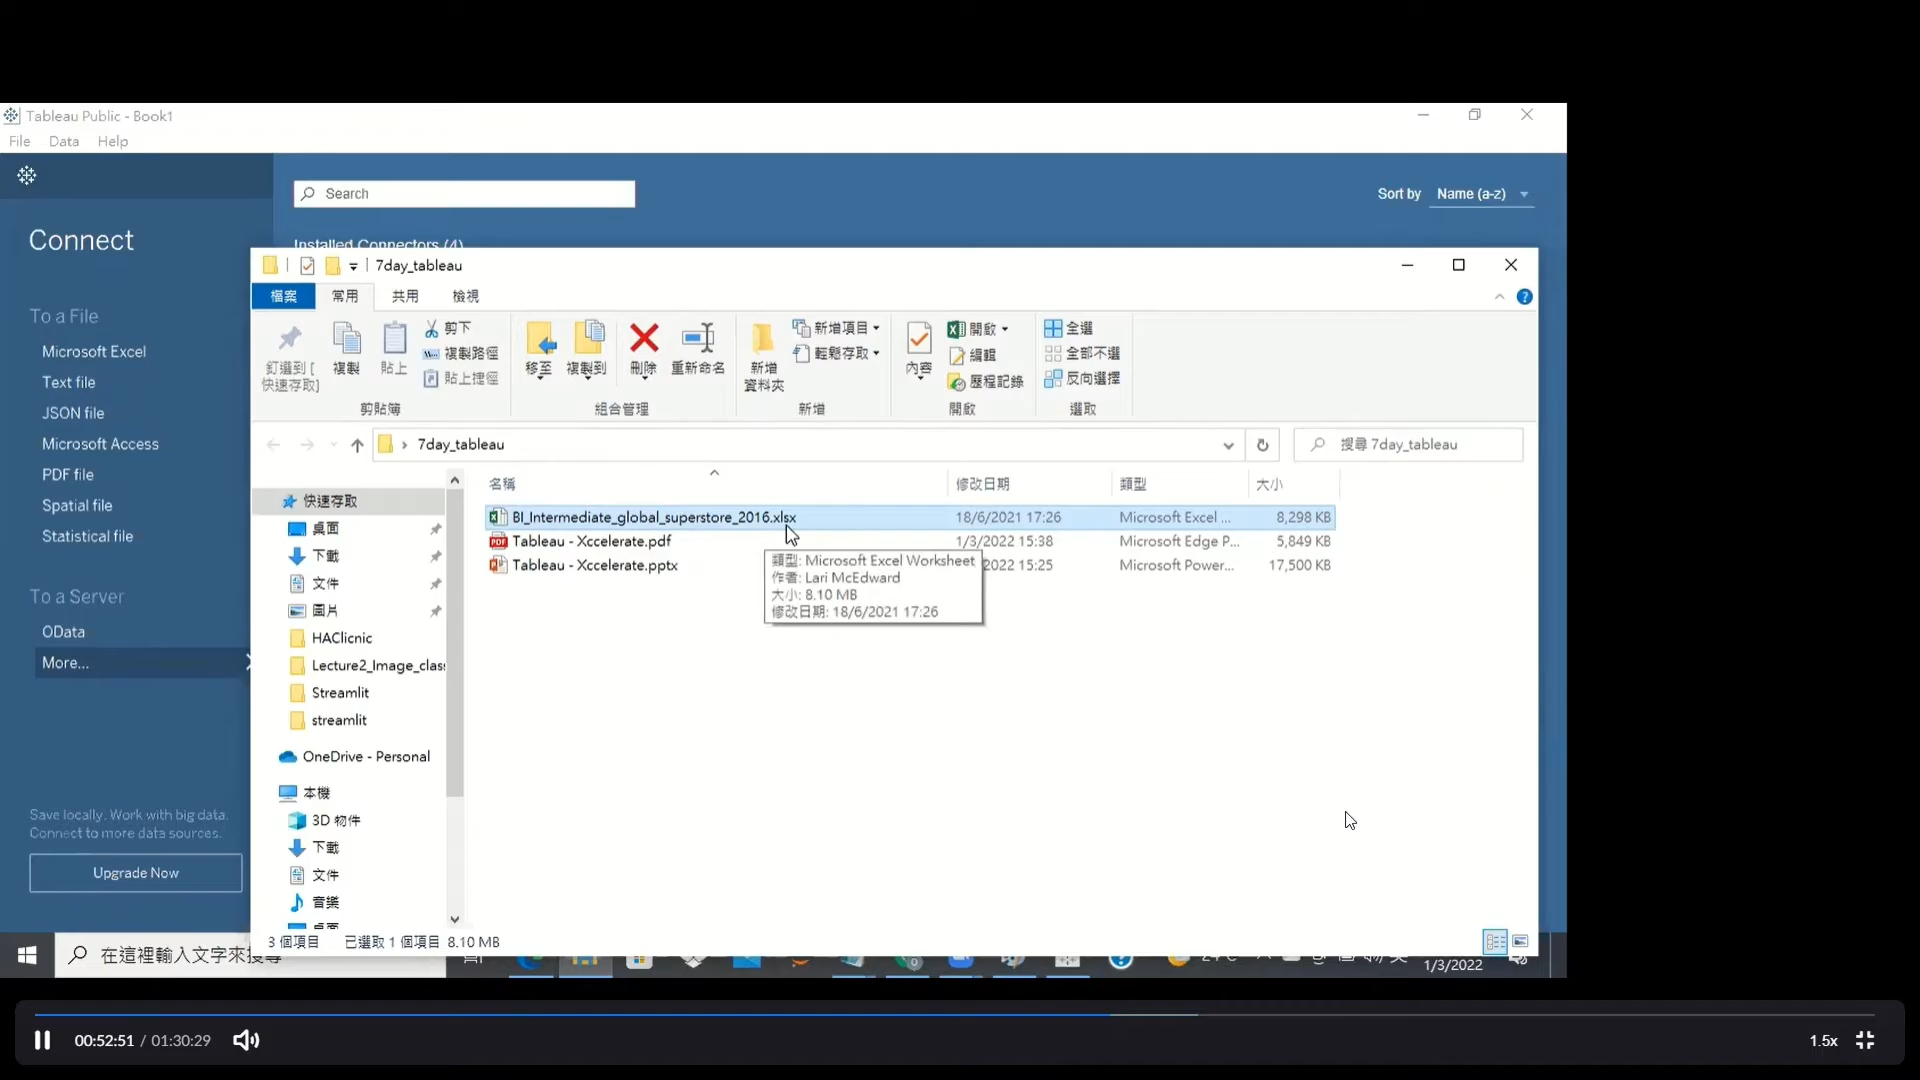 Tableau Public - Book1
File Data Help
Search
Sort by Name (a-z)
Connect
Installed Connectors (4)
To a File
Microsoft Excel
Text file
JSON file
Microsoft Access
PDF file
Spatial file
Statistical file
To a Server
OData
More...
Save locally. Work with big data.
Connect to more data sources.
Upgrade Now
7day_tableau
檔案 常用 共用 檢視
釘選到 [
快速存取]
複製
貼上
剪下
複製路徑
貼上捷徑
剪貼簿
移至
複製到
刪除
重新命名
組合管理
新增
資料夾
新增項目
輕鬆存取
新增
內容
開啟
編輯
歷程記錄
開啟
全選
全部不選
反向選擇
選取
7day_tableau
搜尋 7day_tableau
名稱 修改日期 類型 大小
BI_Intermediate_global_superstore_2016.xlsx 18/6/2021 17:26 Microsoft Excel ... 8,298 KB
Tableau - Xccelerate.pdf 1/3/2022 15:38 Microsoft Edge P... 5,849 KB
Tableau - Xccelerate.pptx 2022 15:25 Microsoft Power... 17,500 KB
類型: Microsoft Excel Worksheet
作者: Lari McEdward
大小: 8.10 MB
修改日期: 18/6/2021 17:26
快速存取
桌面
下載
文件
圖片
HAClicnic
Lecture2_Image_clas
Streamlit
streamlit
OneDrive - Personal
本機
3D 物件
下載
文件
音樂
3 個項目 已選取 1 個項目 8.10 MB
在這裡輸入文字來搜尋
1/3/2022
00:52:51 / 01:30:29
1.5x